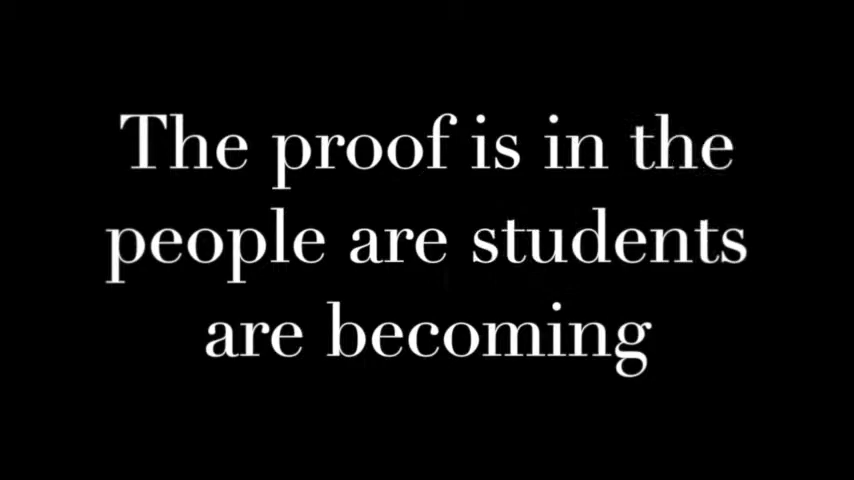 The proof is in the
people are students
are becoming